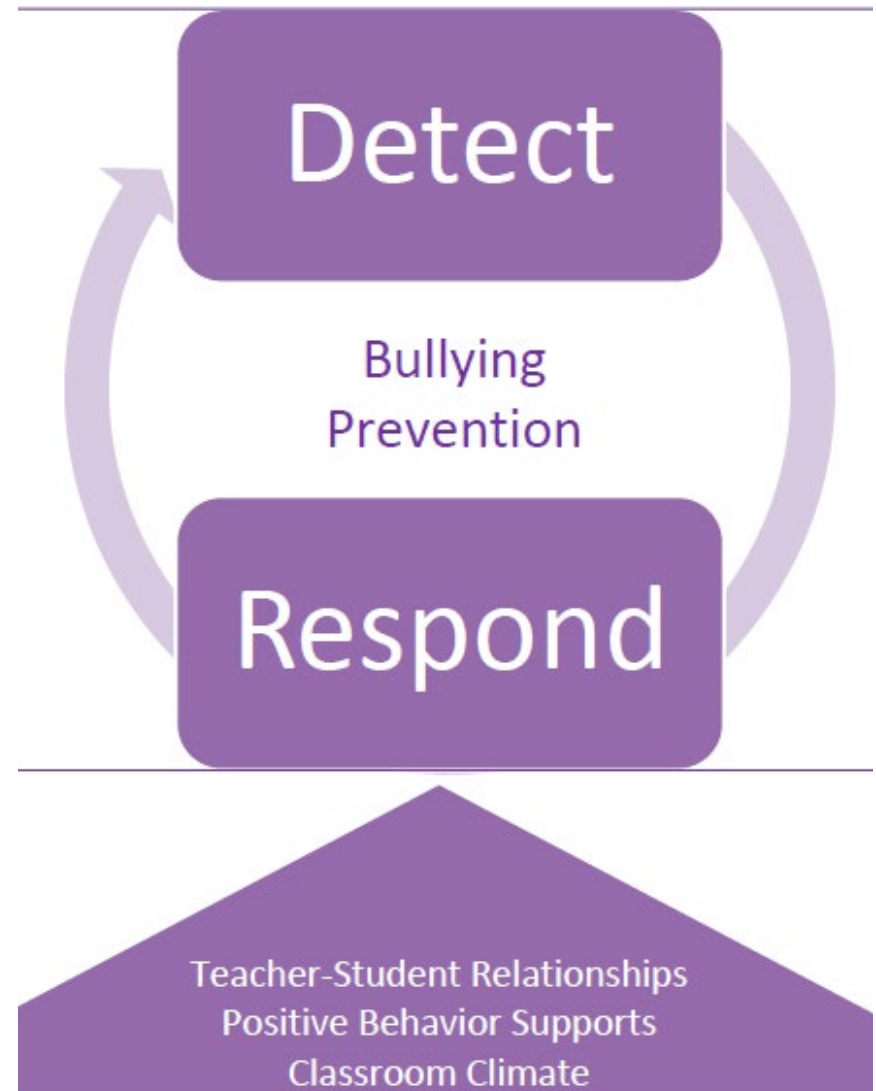 Detect
Bullying
Prevention
Respond
Teacher-Student Relationships
Positive Behavior Supports
Classroom Climate